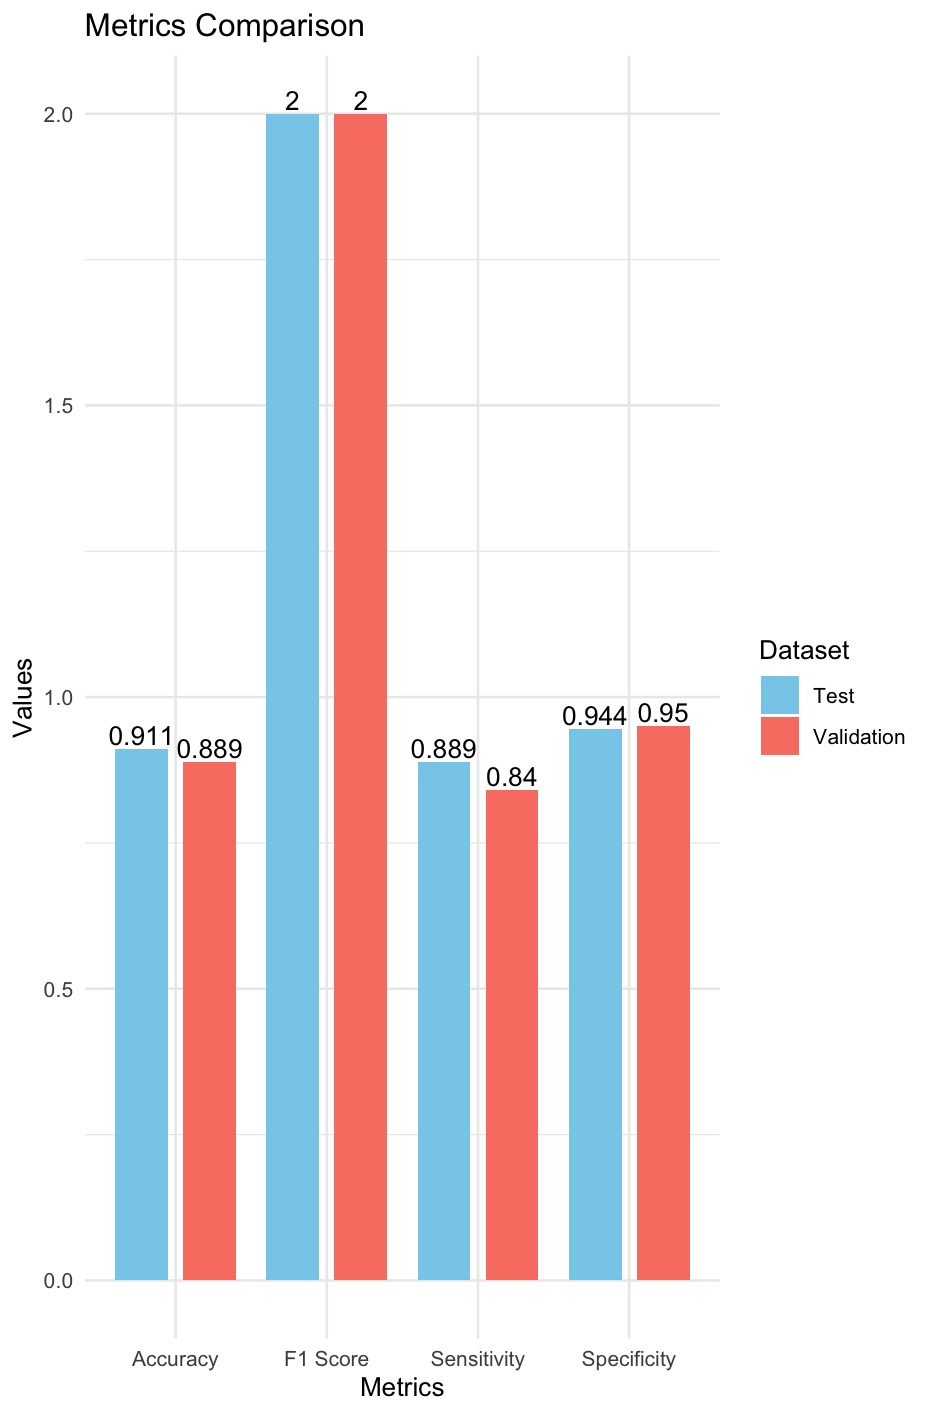 Metrics Comparison
2 2
2.0
1.5
1.0
0.911 0.889 0.889 0.84 0.944 0.95
0.5
0.0
Values
Accuracy F1 Score Sensitivity Specificity
Metrics
Dataset
Test
Validation